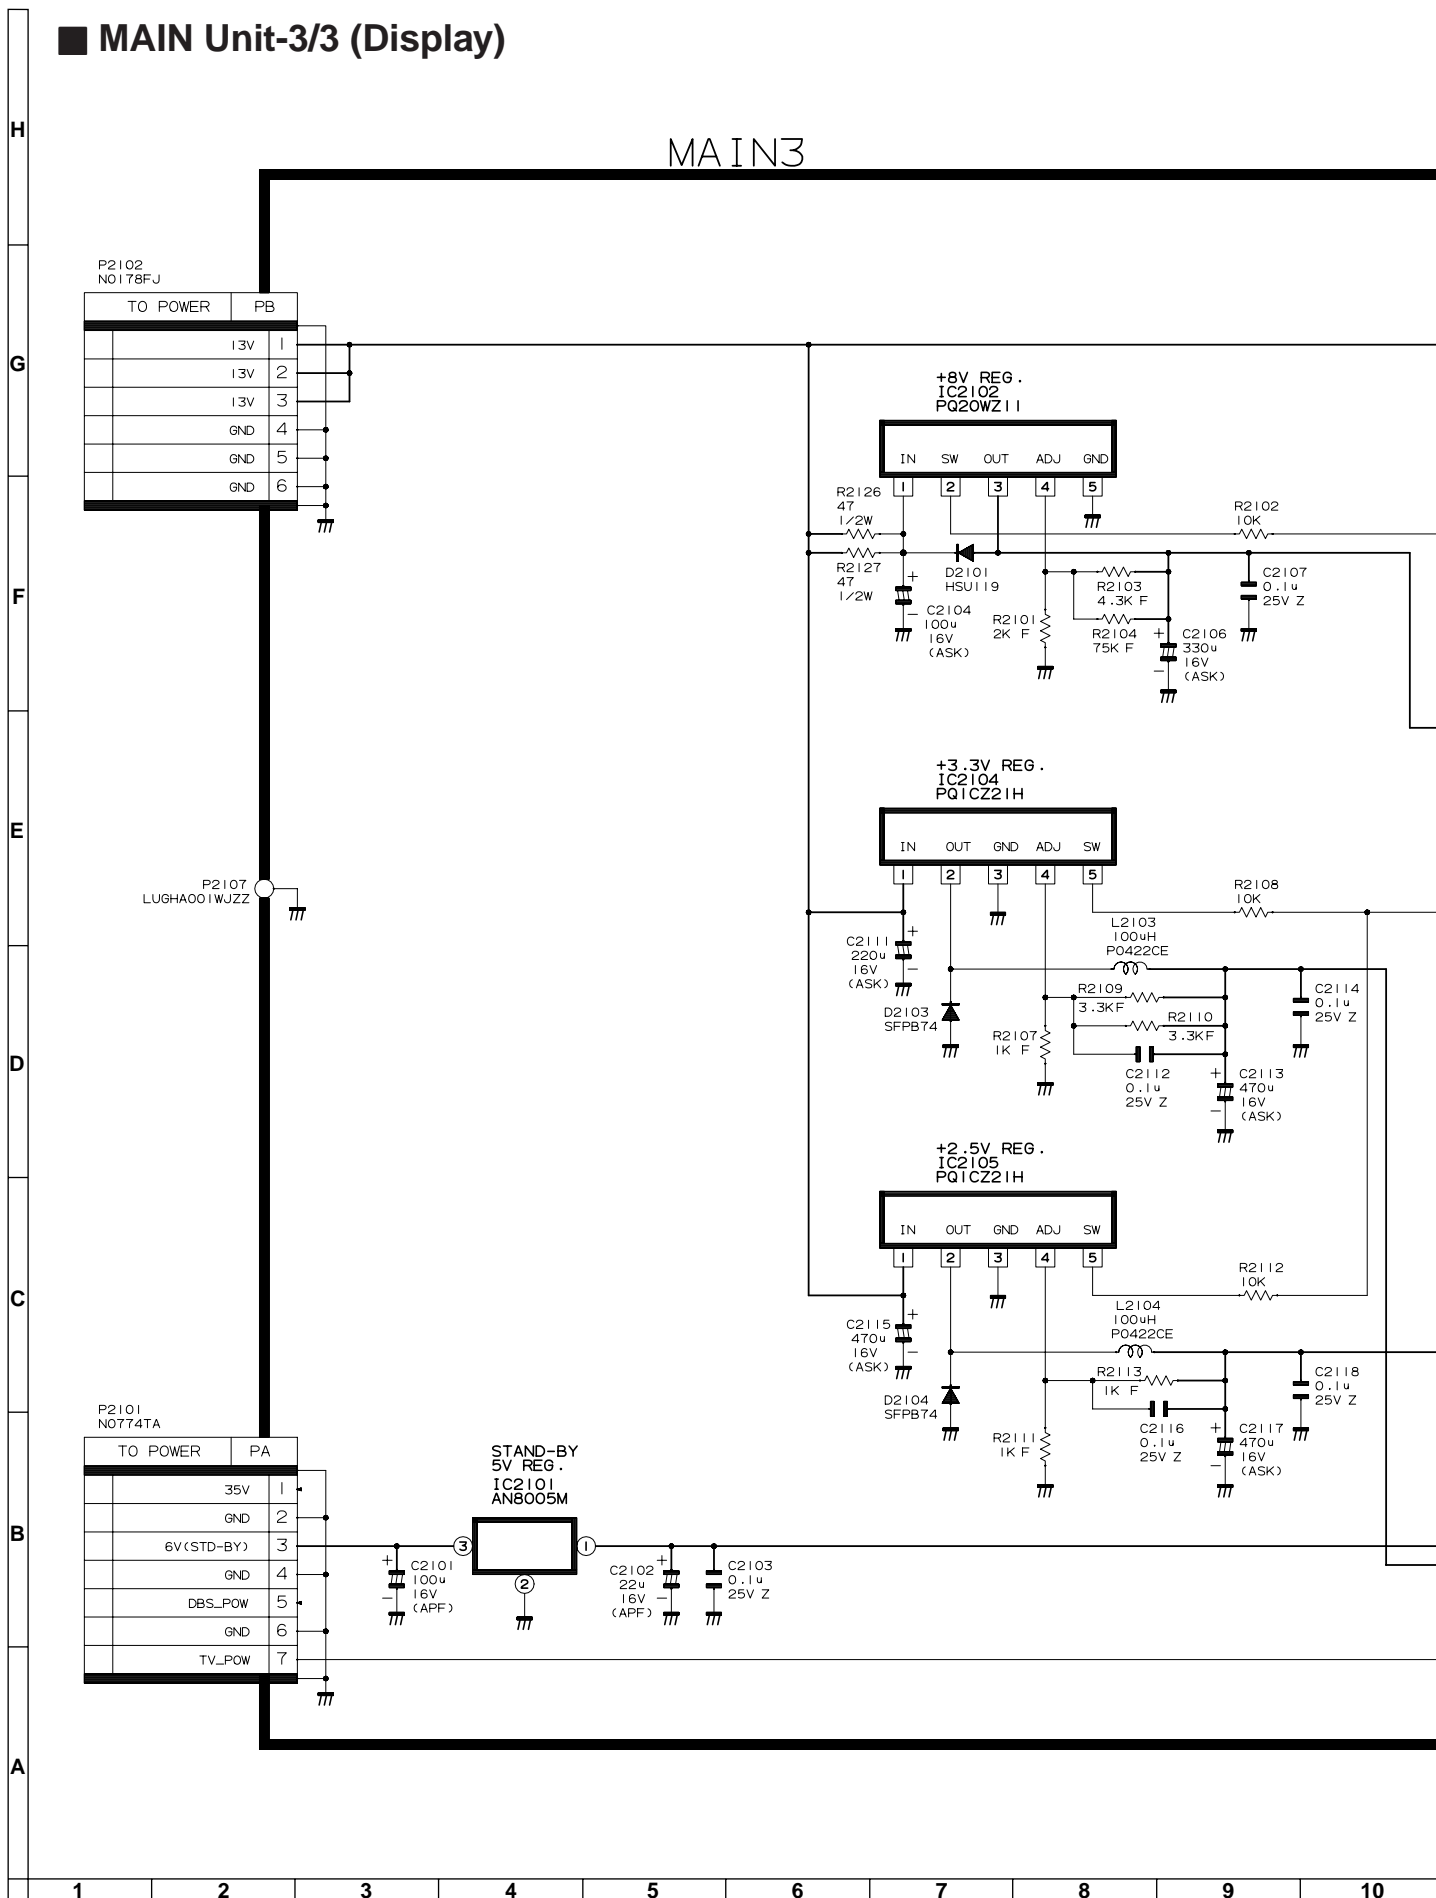 ■ MAIN Unit-3/3 (Display)
H
MAIN3
P2102
N0178FJ
TO POWER PB
13V 1
13V 2
13V 3
GND 4
GND 5
GND 6
G
+8V REG.
IC2102
PQ20WZ11
IN SW OUT ADJ GND
1 2 3 4 5
R2126
47
1/2W
R2127
47
1/2W
D2101
HSU119
C2104
100u
16V
(ASK)
+
-
R2101
2K F
R2103
4.3K F
R2104
75K F
R2102
10K
C2106
330u
16V
(ASK)
+
-
C2107
0.1u
25V Z
F
+3.3V REG.
IC2104
PQ1CZ21H
IN OUT GND ADJ SW
1 2 3 4 5
E
P2107
LUGHA001WJZZ
R2108
10K
L2103
100uH
P0422CE
C2111
220u
16V
(ASK)
+
-
D2103
SFPB74
R2107
1K F
R2109
3.3KF
R2110
3.3KF
C2112
0.1u
25V Z
C2113
470u
16V
(ASK)
+
-
C2114
0.1u
25V Z
D
+2.5V REG.
IC2105
PQ1CZ21H
IN OUT GND ADJ SW
1 2 3 4 5
C
R2112
10K
L2104
100uH
P0422CE
C2115
470u
16V
(ASK)
+
-
D2104
SFPB74
R2111
1K F
R2113
1K F
C2116
0.1u
25V Z
C2117
470u
16V
(ASK)
+
-
C2118
0.1u
25V Z
P2101
N0774TA
TO POWER PA
35V 1
GND 2
6V(STD-BY) 3
GND 4
DBS_POW 5
GND 6
TV_POW 7
B
STAND-BY
5V REG.
IC2101
AN8005M
3 1
2
C2101
100u
16V
(APF)
+
-
C2102
22u
16V
(APF)
+
-
C2103
0.1u
25V Z
A
1 2 3 4 5 6 7 8 9 10